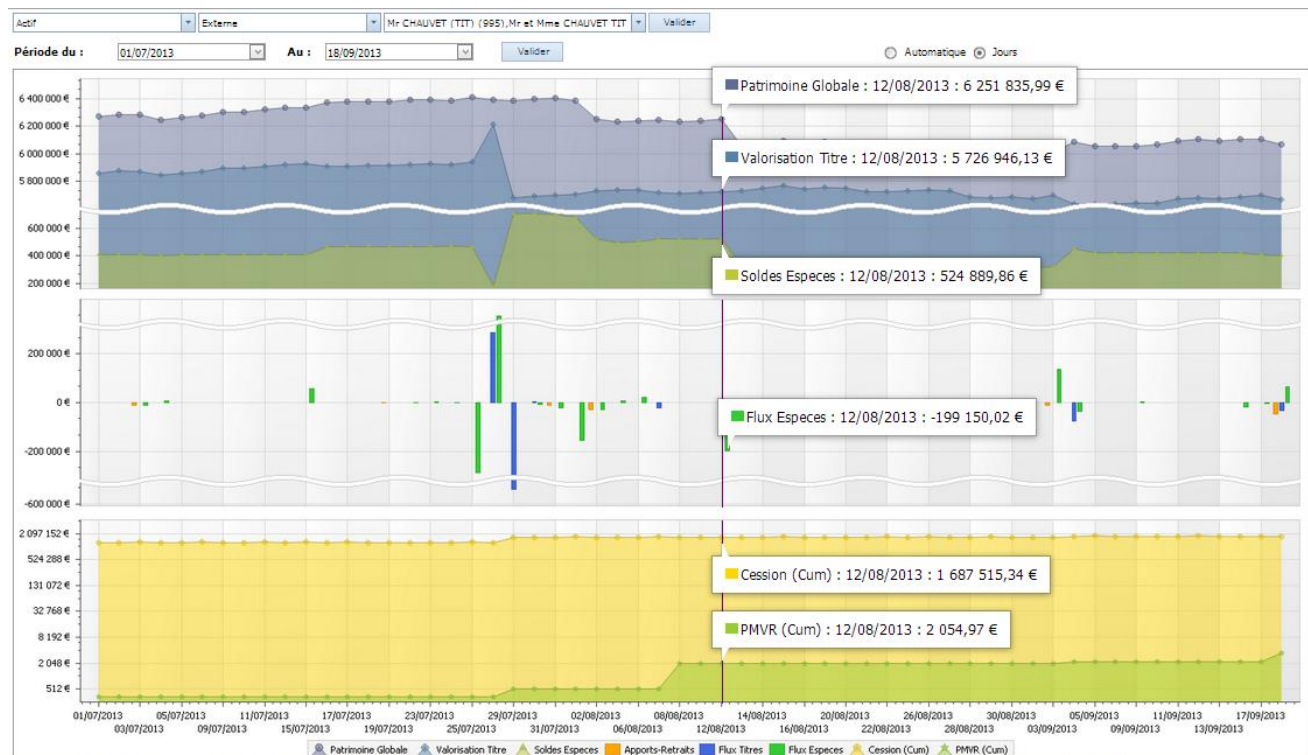 Actif Externe Mr CHAUVET (TIT) (995),Mr et Mme CHAUVET TIT Valider
Période du : 01/07/2013 Au : 18/09/2013 Valider Automatique Jours
Patrimoine Globale : 12/08/2013 : 6 251 835,99 €
6 400 000 €
6 200 000 €
6 000 000 €
Valorisation Titre : 12/08/2013 : 5 726 946,13 €
5 800 000 €
600 000 €
400 000 €
Soldes Especes : 12/08/2013 : 524 889,86 €
200 000 €
200 000 €
0 €
Flux Especes : 12/08/2013 : -199 150,02 €
-200 000 €
-600 000 €
2 097 152 €
524 288 €
Cession (Cum) : 12/08/2013 : 1 687 515,34 €
131 072 €
32 768 €
PMVR (Cum) : 12/08/2013 : 2 054,97 €
8 192 €
2 048 €
512 €
01/07/2013 05/07/2013 11/07/2013 17/07/2013 23/07/2013 29/07/2013 02/08/2013 08/08/2013 14/08/2013 20/08/2013 26/08/2013 30/08/2013 05/09/2013 11/09/2013 17/09/2013
03/07/2013 09/07/2013 15/07/2013 19/07/2013 25/07/2013 31/07/2013 06/08/2013 12/08/2013 16/08/2013 22/08/2013 28/08/2013 03/09/2013 09/09/2013 13/09/2013
Patrimoine Globale Valorisation Titre Soldes Especes Apports-Retraits Flux Titres Flux Especes Cession (Cum) PMVR (Cum)